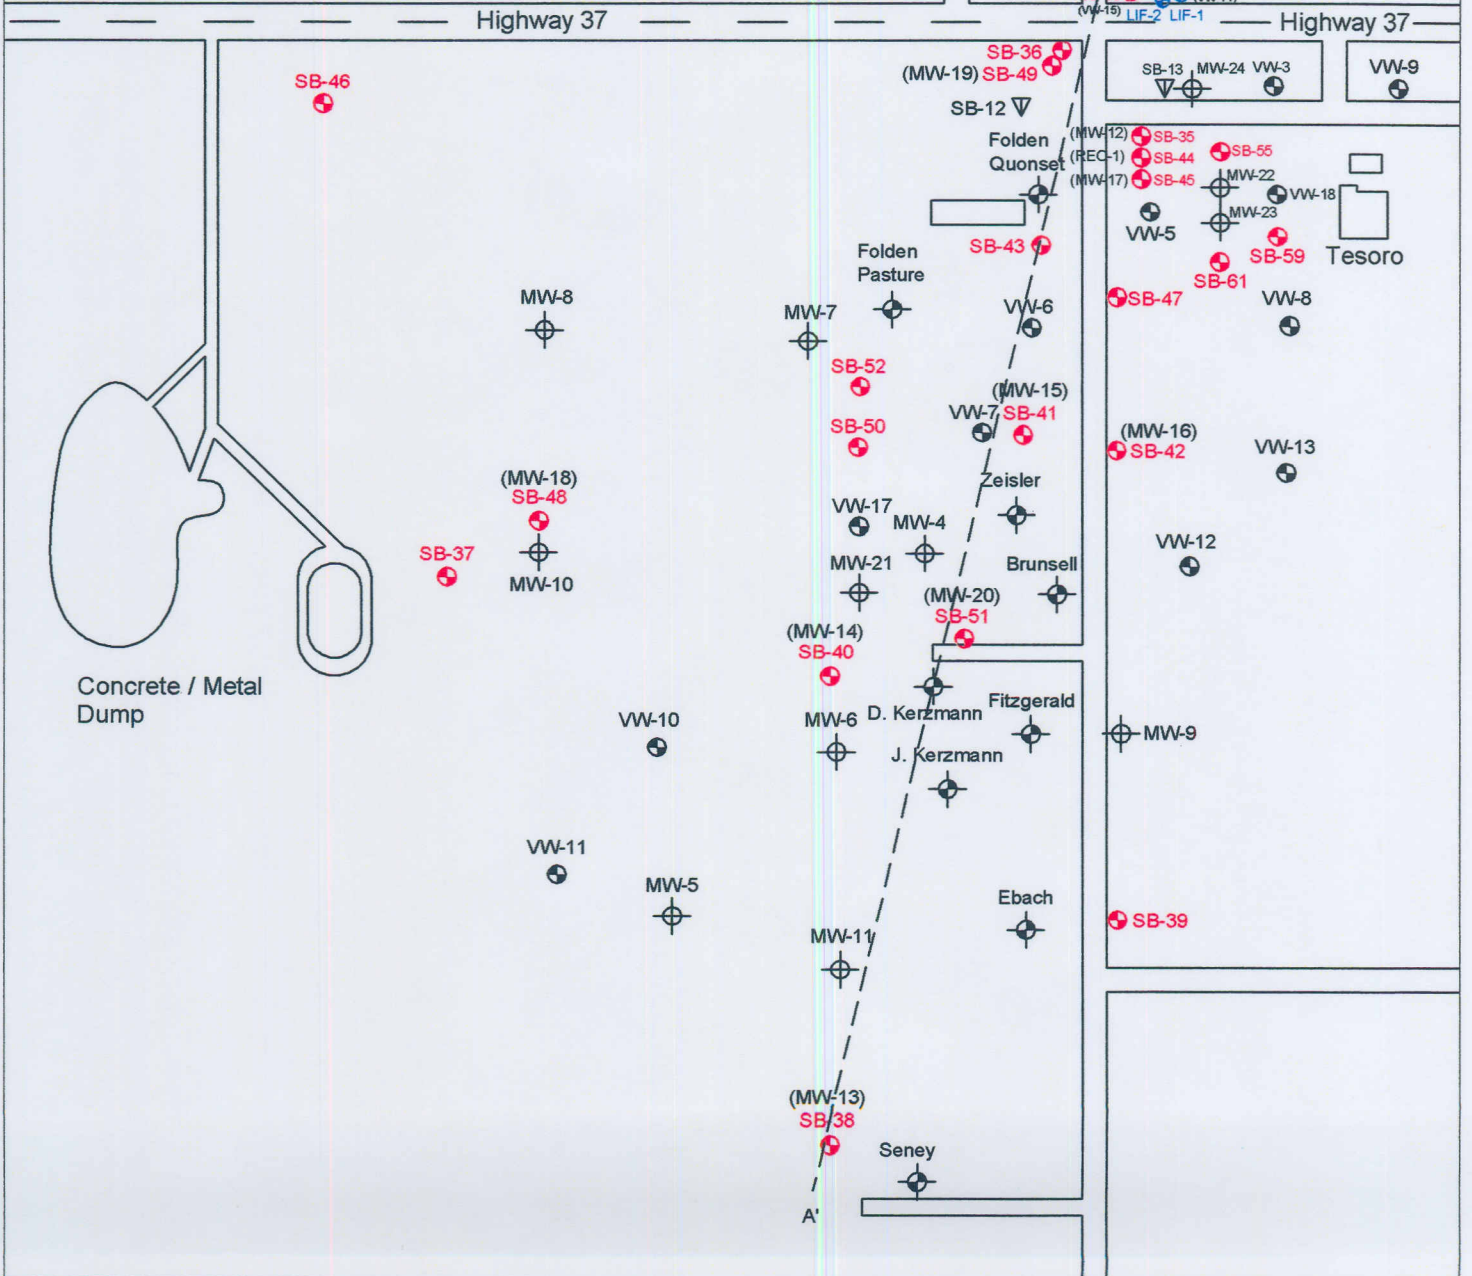 Highway 37
(VW-15)
LIF-2 LIF-1
Highway 37
SB-46
SB-36
(MW-19) SB-49
SB-12
SB-13
MW-24
VW-3
VW-9
Folden
Quonset
(MW-12) SB-35
(REC-1) SB-44
(MW-17) SB-45
SB-55
MW-22
VW-18
MW-23
VW-5
SB-59
SB-61
Tesoro
SB-43
Folden
Pasture
SB-47
VW-8
MW-8
MW-7
VW-6
SB-52
(MW-15)
SB-41
VW-7
SB-50
(MW-16)
SB-42
VW-13
(MW-18)
SB-48
Zeisler
VW-17
MW-4
SB-37
MW-10
MW-21
Brunsell
VW-12
(MW-20)
SB-51
(MW-14)
SB-40
Concrete / Metal
Dump
VW-10
MW-6
D. Kerzmann
Fitzgerald
MW-9
J. Kerzmann
VW-11
MW-5
Ebach
SB-39
MW-11
(MW-13)
SB-38
Seney
A'